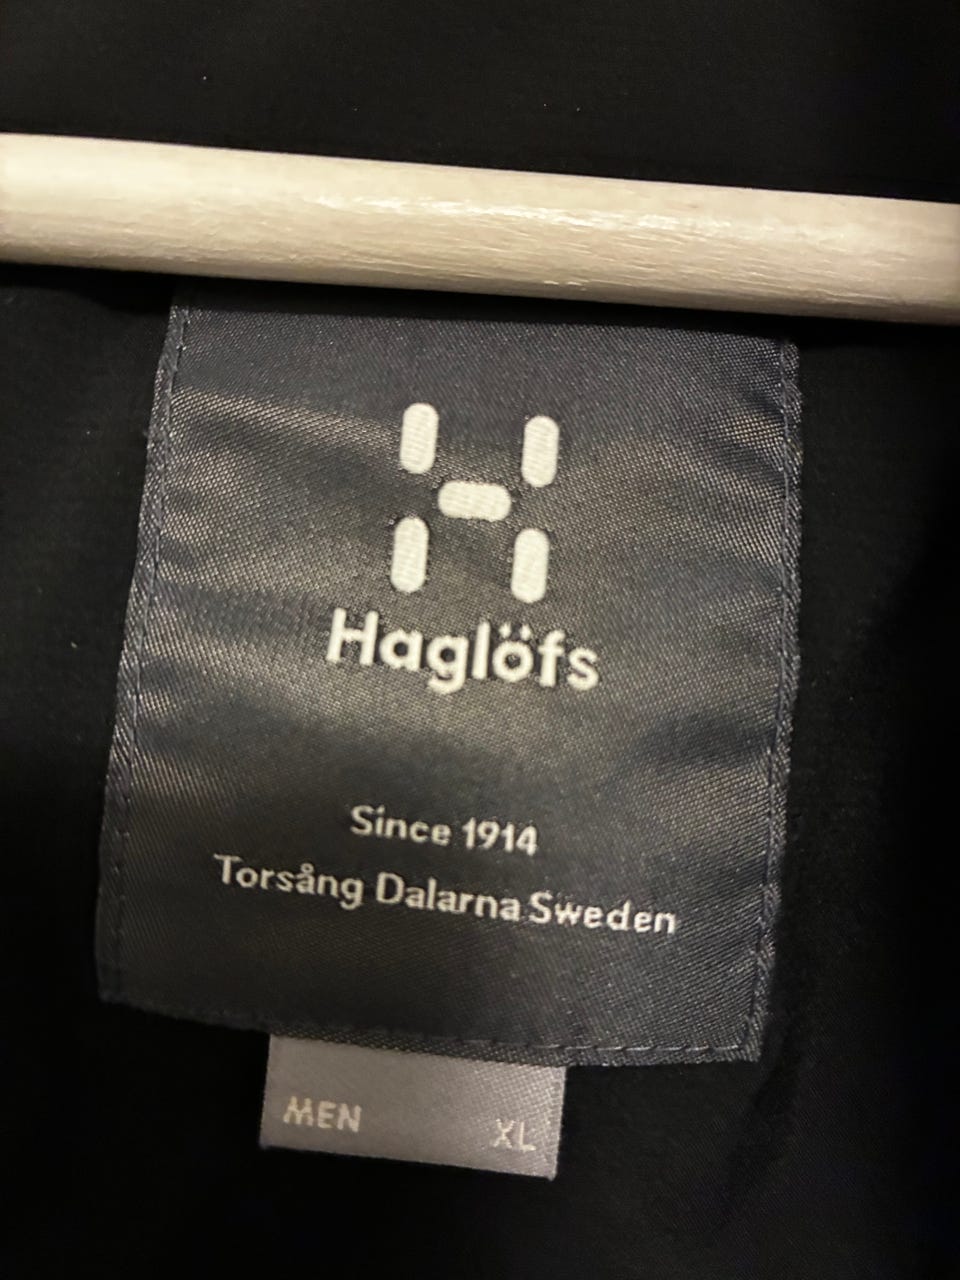 Haglöfs
Since 1914
Torsång Dalarna Sweden
MEN XL